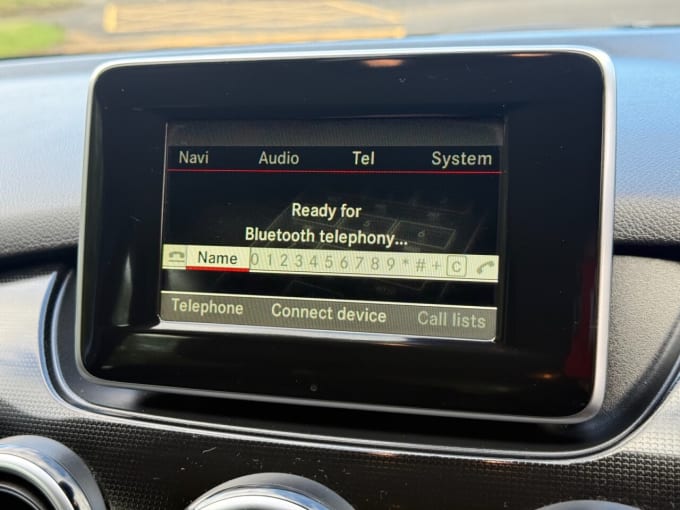 Navi Audio Tel System
Ready for
Bluetooth telephony...
Name 0 1 2 3 4 5 6 7 8 9 * # + C
Telephone Connect device Call lists